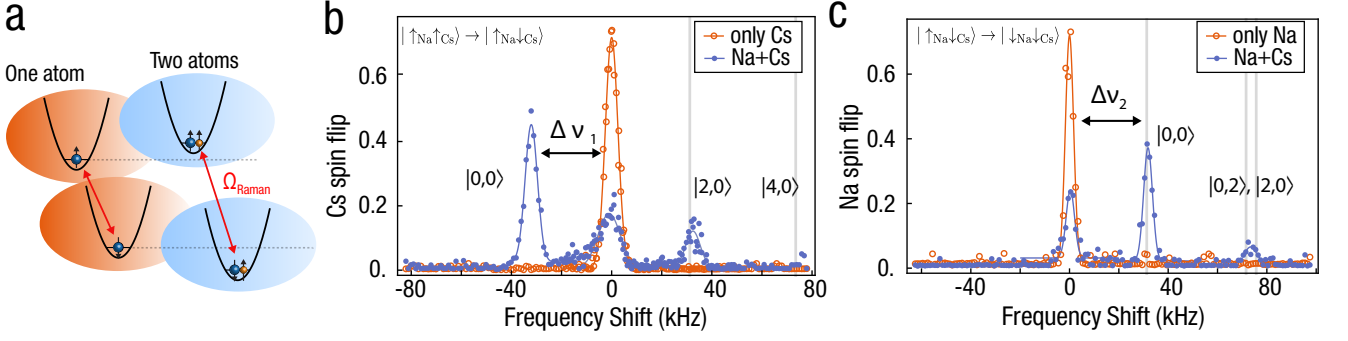 a
One atom
Two atoms
Ω_Raman
b
|↑_Na↑_Cs⟩ → |↑_Na↓_Cs⟩
only Cs
Na+Cs
Δν_1
|0,0⟩
|2,0⟩
|4,0⟩
Cs spin flip
0.6
0.4
0.2
0.
-80
-40
0
40
80
Frequency Shift (kHz)
c
|↑_Na↓_Cs⟩ → |↓_Na↓_Cs⟩
only Na
Na+Cs
Δν_2
|0,0⟩
|0,2⟩, |2,0⟩
Na spin flip
0.6
0.4
0.2
0.
-40
0
40
80
Frequency Shift (kHz)